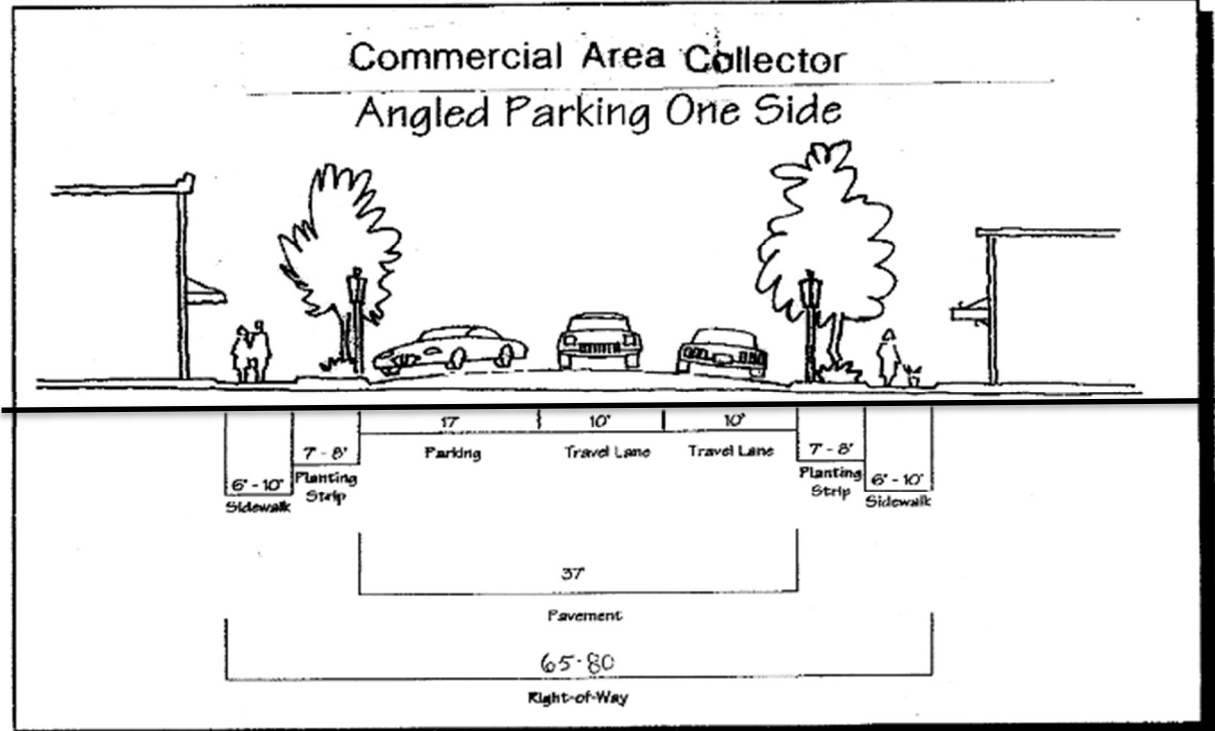 Commercial Area Collector
Angled Parking One Side
17' 10' 10'
Parking Travel Lane Travel Lane
7' - 8' 7' - 8'
Planting Strip Planting Strip
6' - 10' 6' - 10'
Sidewalk Sidewalk
37'
Pavement
65-80
Right-of-Way